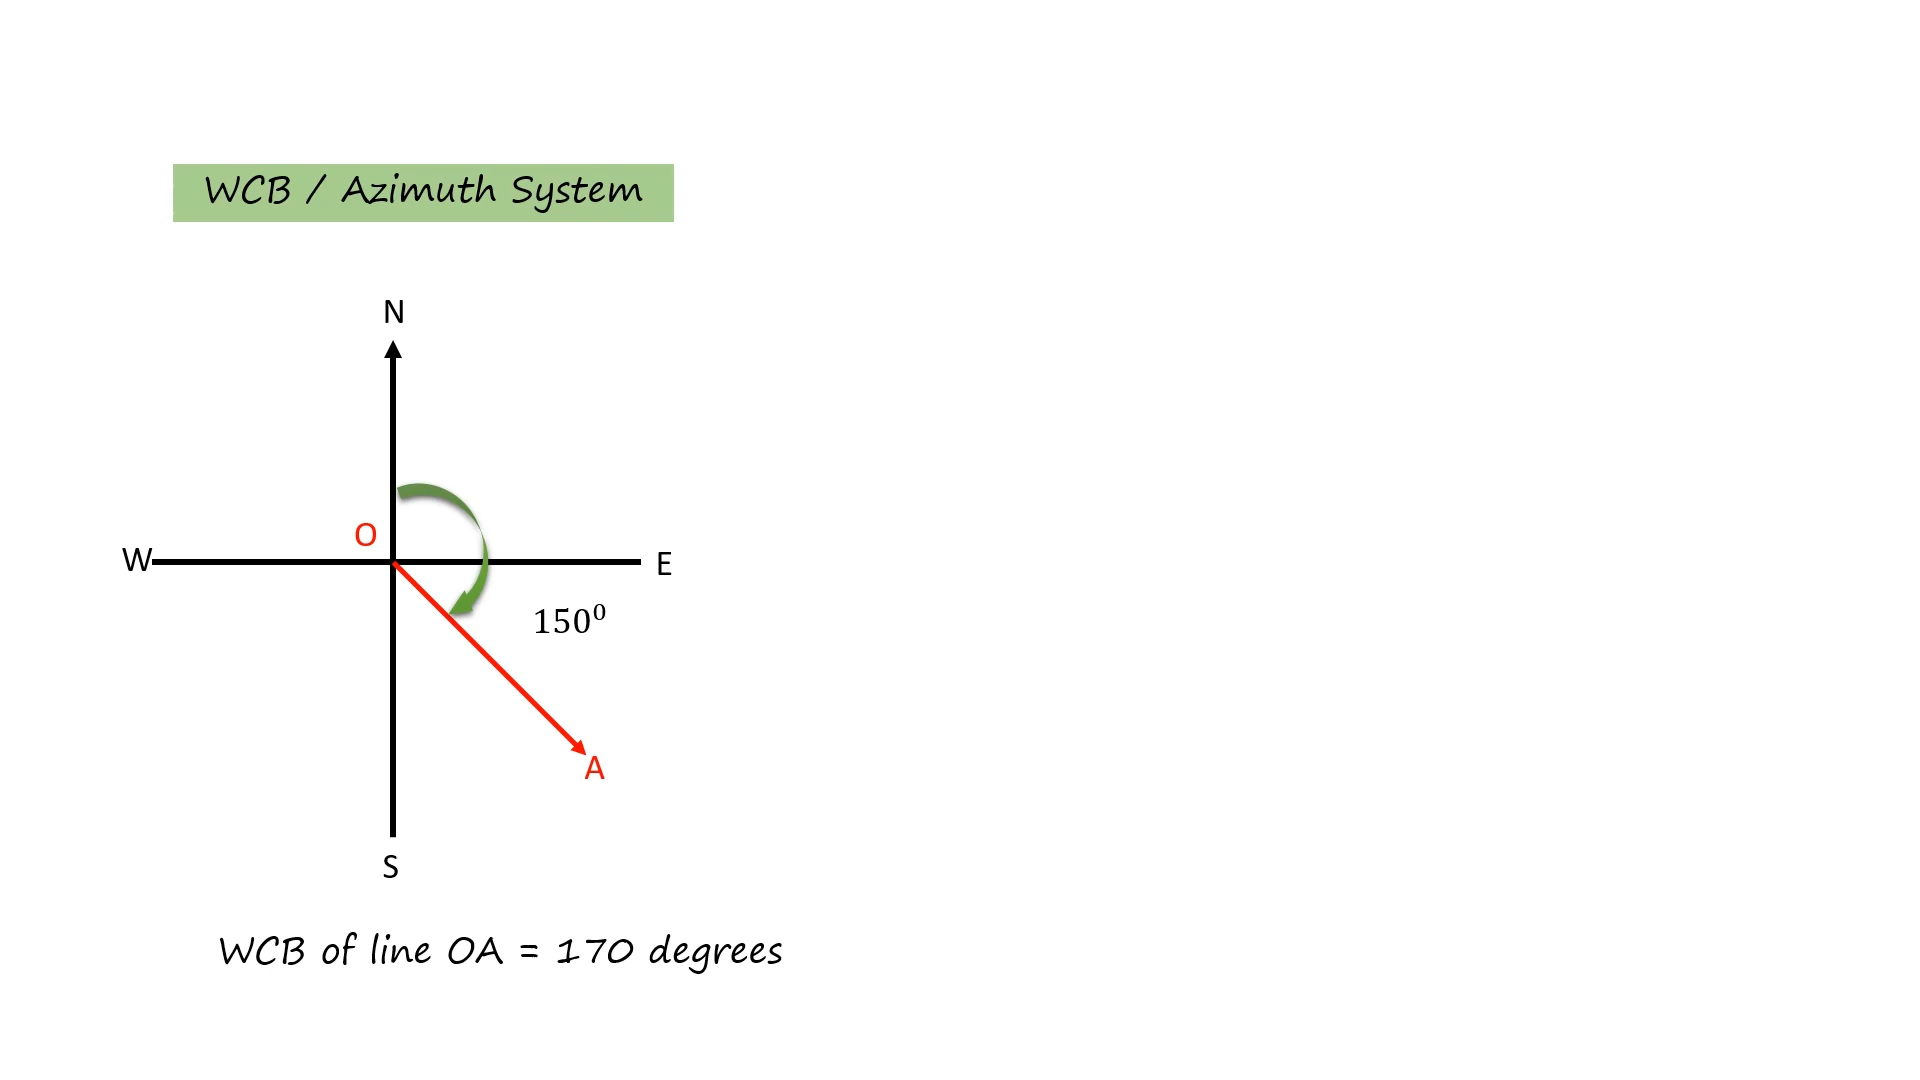 WCB / Azimuth System
N
O
W
E
150⁰
A
S
WCB of line OA = 170 degrees